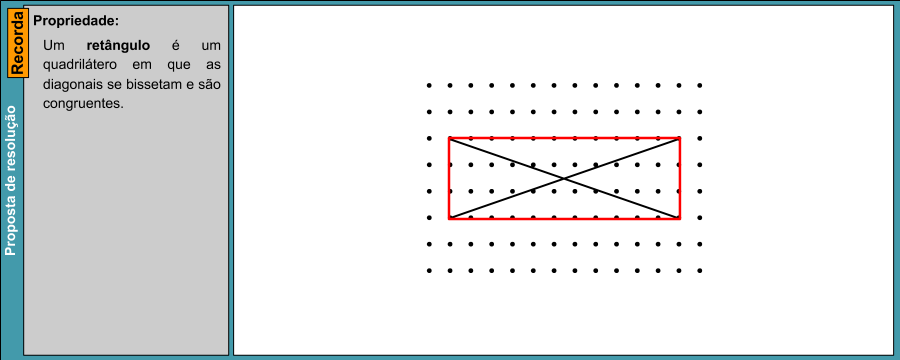 Recorda
Proposta de resolução
Propriedade:
Um retângulo é um
quadrilátero em que as
diagonais se bissetam e são
congruentes.